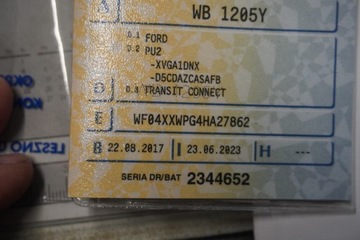 A WB 1205Y
D.1 FORD
D.2 PU2
-XVGA1DNX
-D5CDAZCASAFB
D D.3 TRANSIT CONNECT
E WF04XXWPG4HA27862
B 22.08.2017 I 23.06.2023 H ---
SERIA DR/BAT 2344652
LESZNO